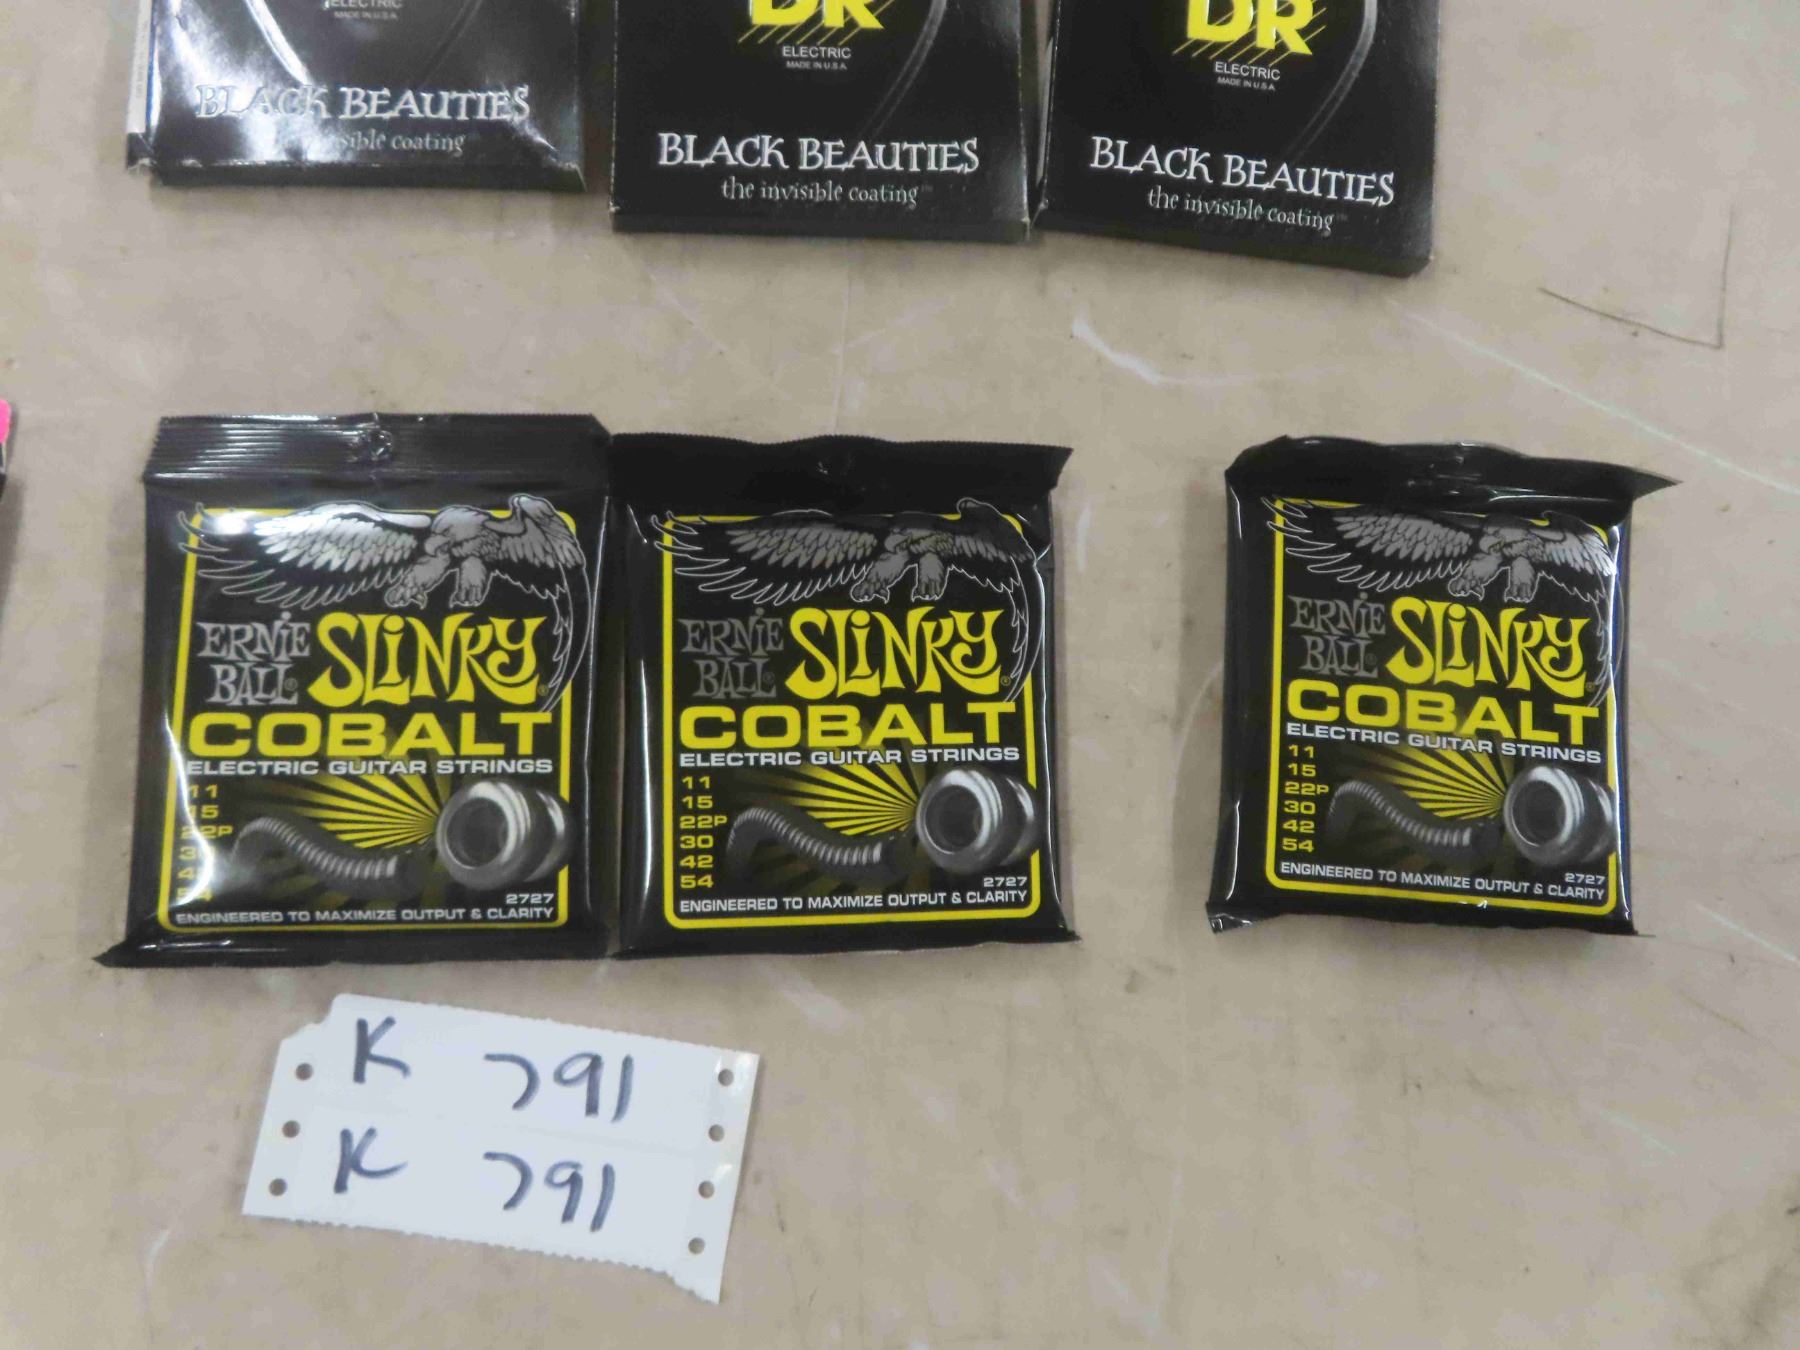 ELECTRIC
MADE IN U.S.A.
BLACK BEAUTIES
invisible coating
DR
ELECTRIC
MADE IN U.S.A.
BLACK BEAUTIES
the invisible coating™
DR
ELECTRIC
MADE IN U.S.A.
BLACK BEAUTIES
the invisible coating™
ERNIE BALL® SLINKY®
COBALT
ELECTRIC GUITAR STRINGS
11
15
22P
2727
ENGINEERED TO MAXIMIZE OUTPUT & CLARITY
ERNIE BALL® SLINKY®
COBALT
ELECTRIC GUITAR STRINGS
11
15
22P
30
42
54
2727
ENGINEERED TO MAXIMIZE OUTPUT & CLARITY
ERNIE BALL® SLINKY®
COBALT
ELECTRIC GUITAR STRINGS
11
15
22P
30
42
54
2727
ENGINEERED TO MAXIMIZE OUTPUT & CLARITY
K 791
K 791